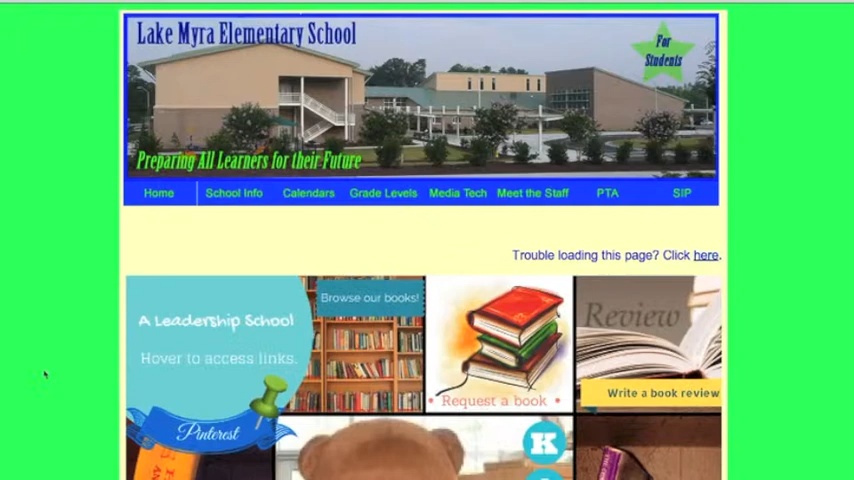 Lake Myra Elementary School
For
Students
Preparing All Learners for their Future
Home School Info Calendars Grade Levels Media Tech Meet the Staff PTA SIP
Trouble loading this page? Click here.
A Leadership School
Hover to access links.
Browse our books!
• Request a book •
Review
Write a book review
Pinterest
K